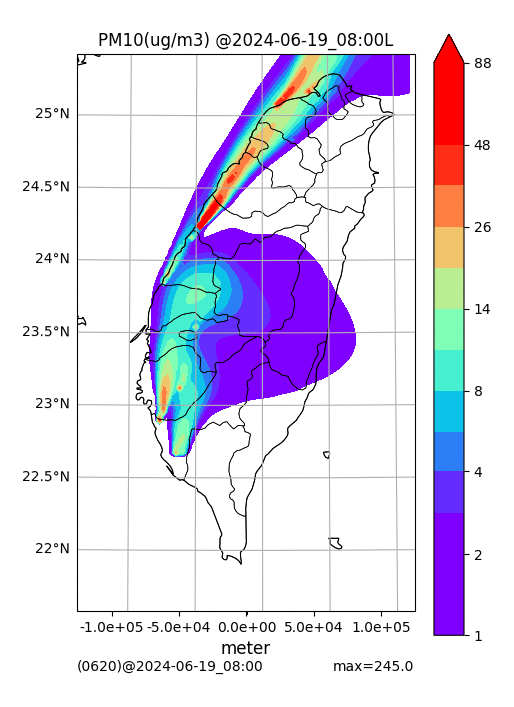 PM10(ug/m3) @2024-06-19_08:00L
88
48
26
14
8
4
2
1
25°N
24.5°N
24°N
23.5°N
23°N
22.5°N
22°N
-1.0e+05 -5.0e+04 0.0e+00 5.0e+04 1.0e+05
meter
(0620)@2024-06-19_08:00 max=245.0